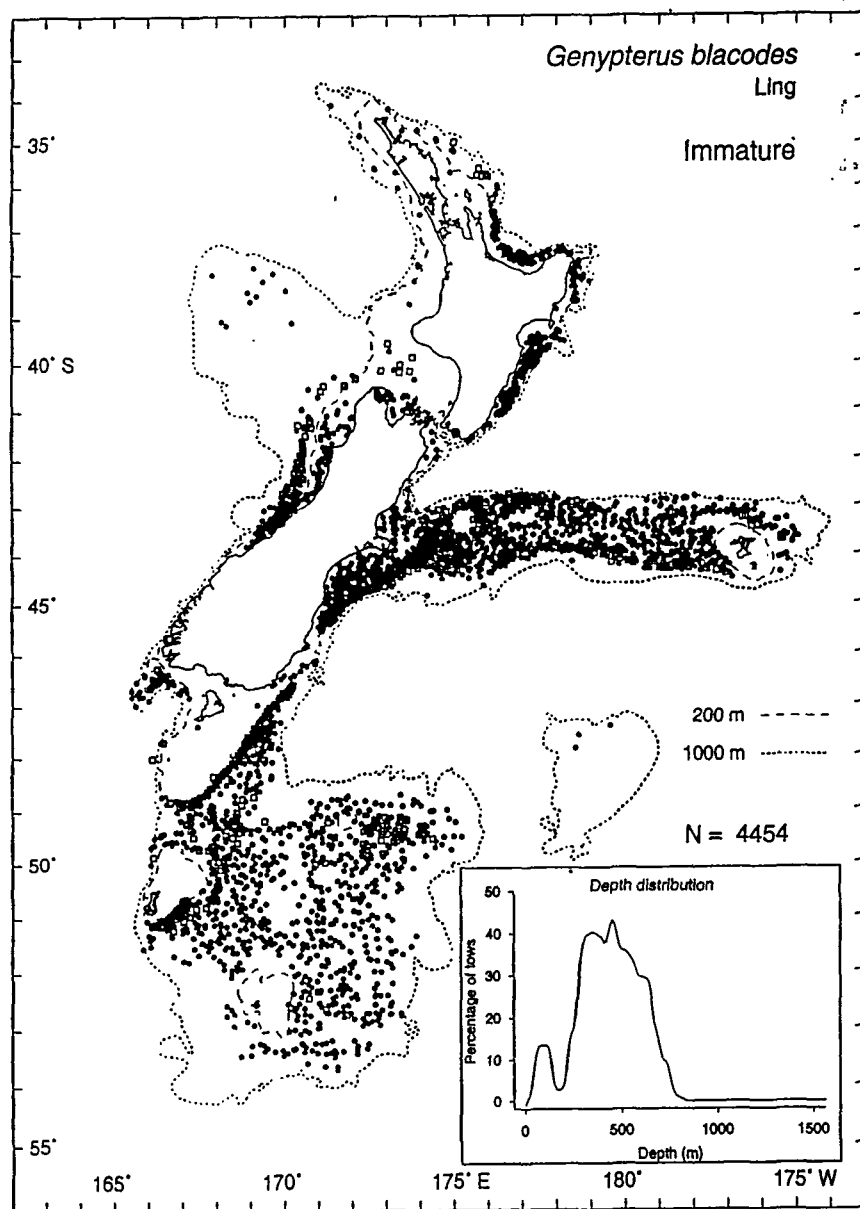 Genypterus blacodes
Ling
Immature
35°
40° S
45°
50°
55°
200 m
1000 m
N = 4454
Depth distribution
Percentage of tows
50
40
30
20
10
0
0
500
1000
1500
Depth (m)
165°
170°
175° E
180°
175° W